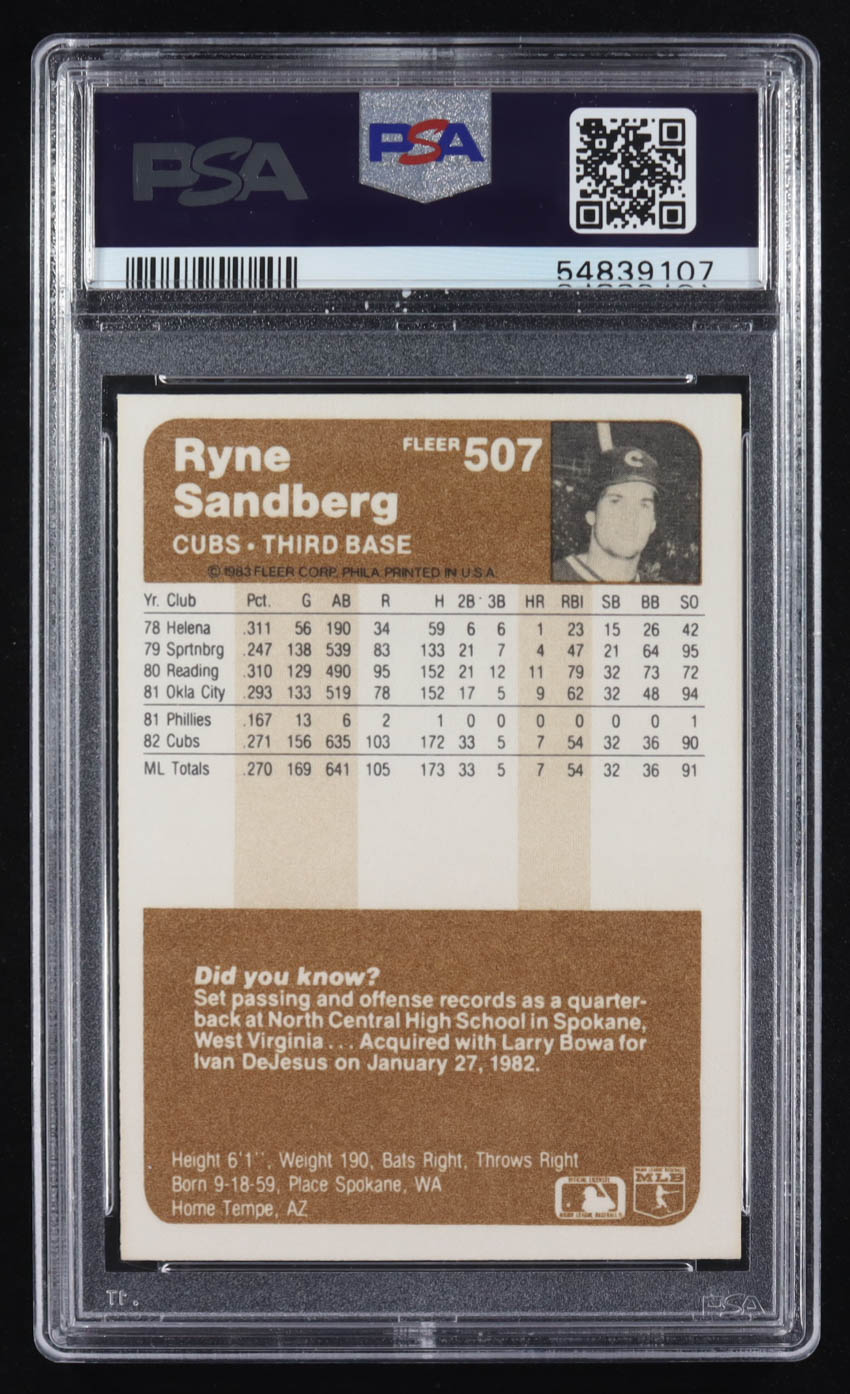 PSA
PSA
54839107
Ryne
Sandberg
FLEER 507
CUBS • THIRD BASE
© 1983 FLEER CORP. PHILA. PRINTED IN U.S.A.
Yr. Club Pct. G AB R H 2B 3B HR RBI SB BB SO
78 Helena .311 56 190 34 59 6 6 1 23 15 26 42
79 Sprtnbrg .247 138 539 83 133 21 7 4 47 21 64 95
80 Reading .310 129 490 95 152 21 12 11 79 32 73 72
81 Okla City .293 133 519 78 152 17 5 9 62 32 48 94
81 Phillies .167 13 6 2 1 0 0 0 0 0 0 1
82 Cubs .271 156 635 103 172 33 5 7 54 32 36 90
ML Totals .270 169 641 105 173 33 5 7 54 32 36 91
Did you know?
Set passing and offense records as a quarter-
back at North Central High School in Spokane,
West Virginia ... Acquired with Larry Bowa for
Ivan DeJesus on January 27, 1982.
Height 6'1", Weight 190, Bats Right, Throws Right
Born 9-18-59, Place Spokane, WA
Home Tempe, AZ
MLB
PSA